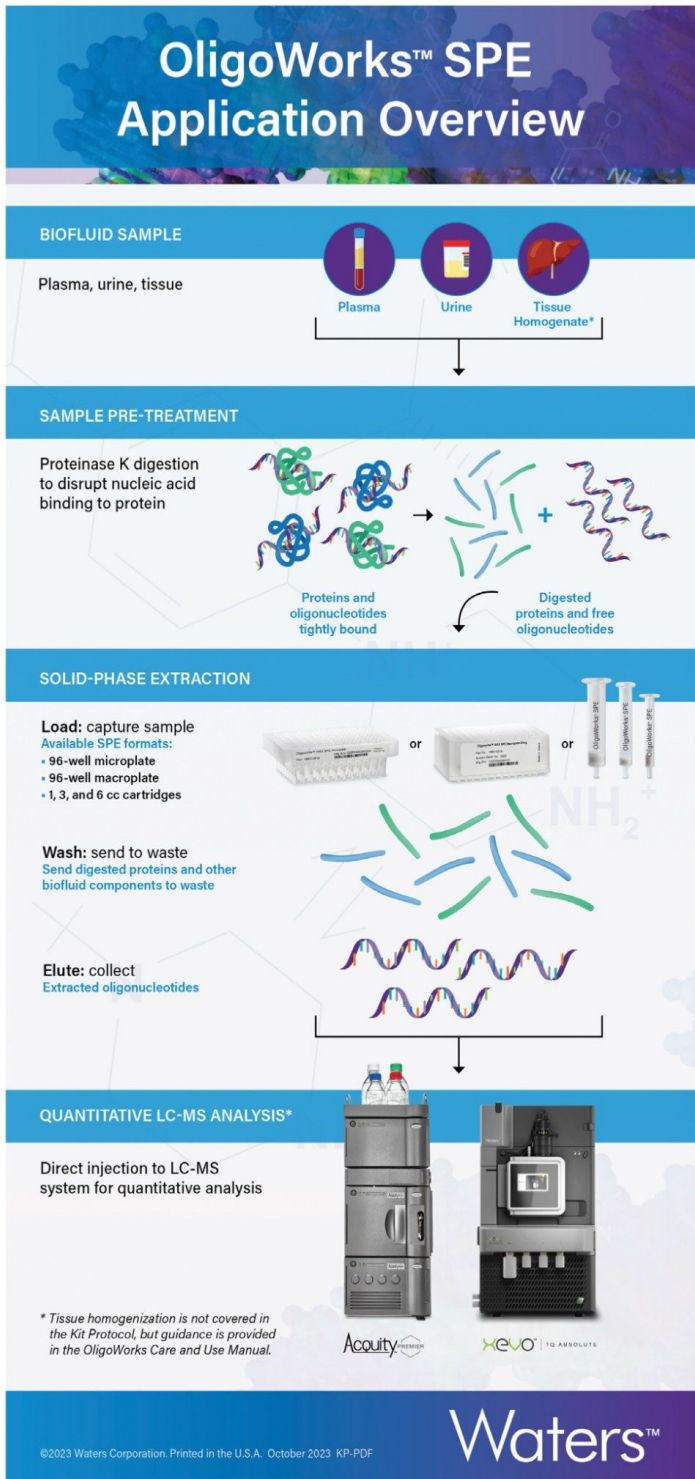 OligoWorks™ SPE
Application Overview
BIOFLUID SAMPLE
Plasma, urine, tissue
Plasma
Urine
Tissue
Homogenate*
SAMPLE PRE-TREATMENT
Proteinase K digestion
to disrupt nucleic acid
binding to protein
+
Proteins and
oligonucleotides
tightly bound
Digested
proteins and free
oligonucleotides
SOLID-PHASE EXTRACTION
Load: capture sample
Available SPE formats:
• 96-well microplate
• 96-well macroplate
• 1, 3, and 6 cc cartridges
or
or
OligoWorks™ SPE
OligoWorks™ SPE
OligoWorks™ SPE
NH₂⁺
Wash: send to waste
Send digested proteins and other
biofluid components to waste
Elute: collect
Extracted oligonucleotides
QUANTITATIVE LC-MS ANALYSIS*
Direct injection to LC-MS
system for quantitative analysis
* Tissue homogenization is not covered in
the Kit Protocol, but guidance is provided
in the OligoWorks Care and Use Manual.
Acquity PREMIER
xevo™ | TQ ABSOLUTE
©2023 Waters Corporation. Printed in the U.S.A. October 2023 KP-PDF
Waters™